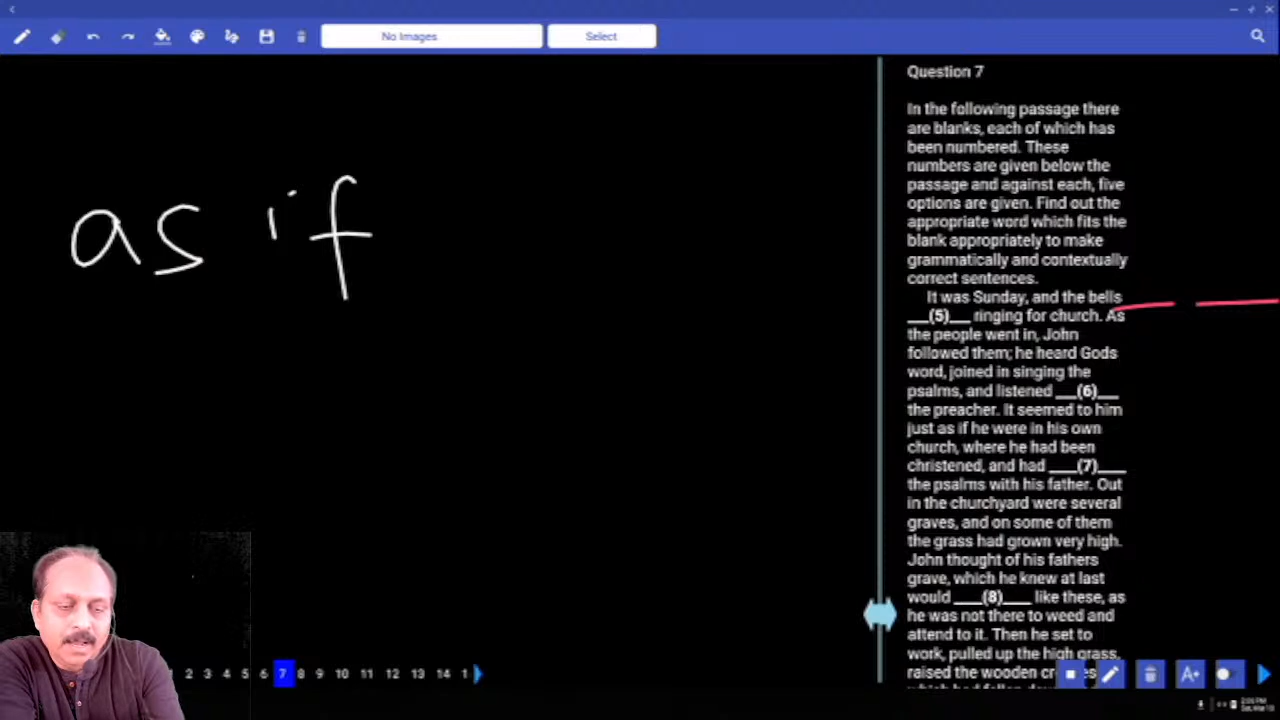 No Images
Select
as if
Question 7
In the following passage there
are blanks, each of which has
been numbered. These
numbers are given below the
passage and against each, five
options are given. Find out the
appropriate word which fits the
blank appropriately to make
grammatically and contextually
correct sentences.
It was Sunday, and the bells
__(5)__ ringing for church. As
the people went in, John
followed them; he heard Gods
word, joined in singing the
psalms, and listened __(6)__
the preacher. It seemed to him
just as if he were in his own
church, where he had been
christened, and had ___(7)___
the psalms with his father. Out
in the churchyard were several
graves, and on some of them
the grass had grown very high.
John thought of his fathers
grave, which he knew at last
would ___(8)___ like these, as
he was not there to weed and
attend to it. Then he set to
work, pulled up the high grass,
raised the wooden
2 3 4 5 6 7 8 9 10 11 12 13 14 1
A+